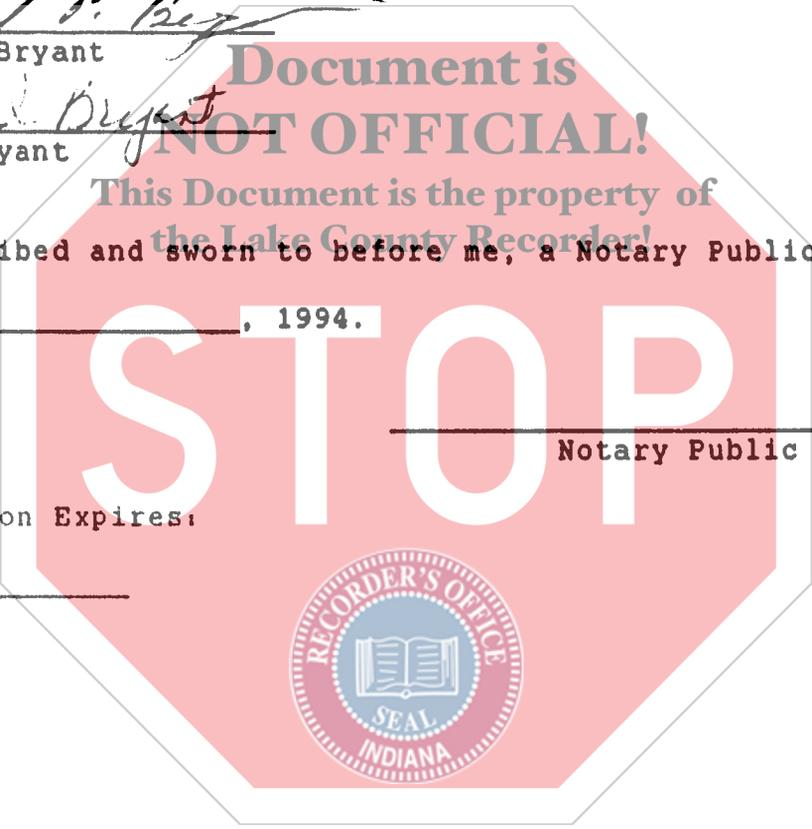 Bryant
Document is
NOT OFFICIAL!
Bryant
yant
This Document is the property of
the Lake County Recorder!
ibed and sworn to before me, a Notary Public
, 1994.
STOP
Notary Public
on Expires:
RECORDER'S OFFICE
SEAL
INDIANA